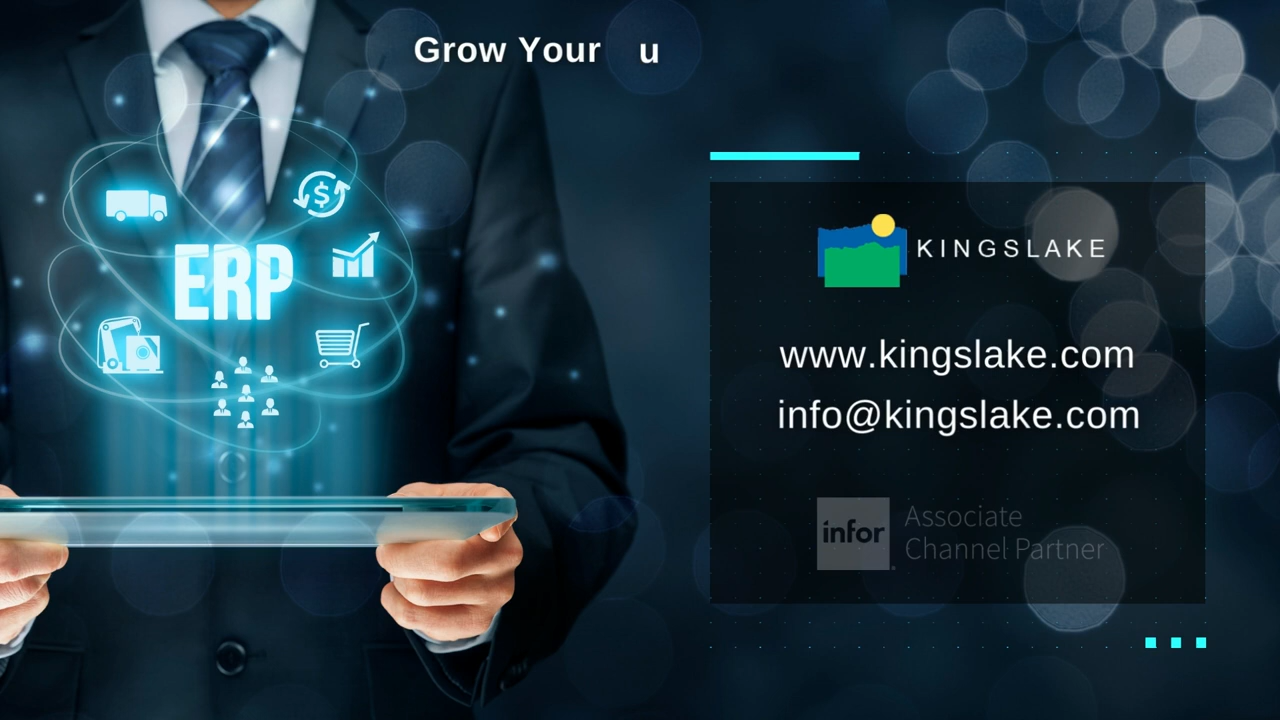 Grow Your u
ERP
KINGSLAKE
www.kingslake.com
info@kingslake.com
infor
Associate
Channel Partner